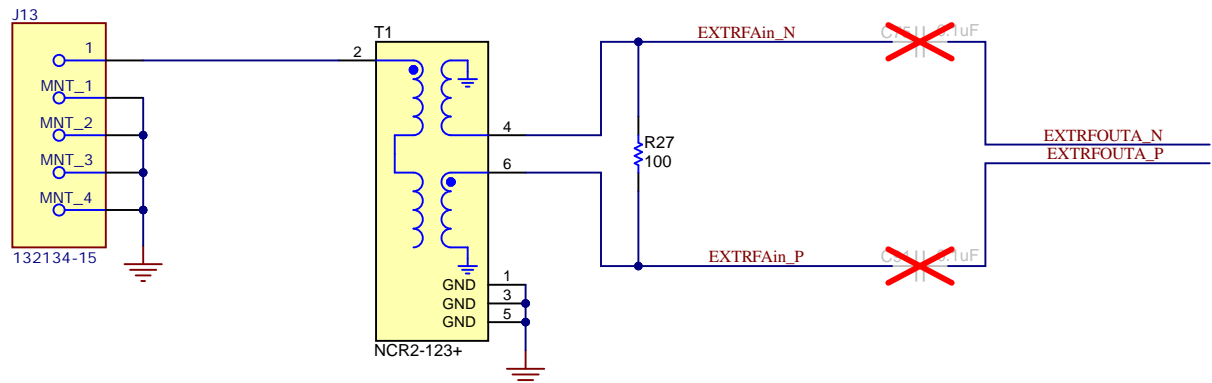 J13
1
MNT_1
MNT_2
MNT_3
MNT_4
132134-15
T1
2
4
6
GND 1
GND 3
GND 5
NCR2-123+
R27
100
EXTRFAin_N
EXTRFAin_P
EXTRFOUTA_N
EXTRFOUTA_P